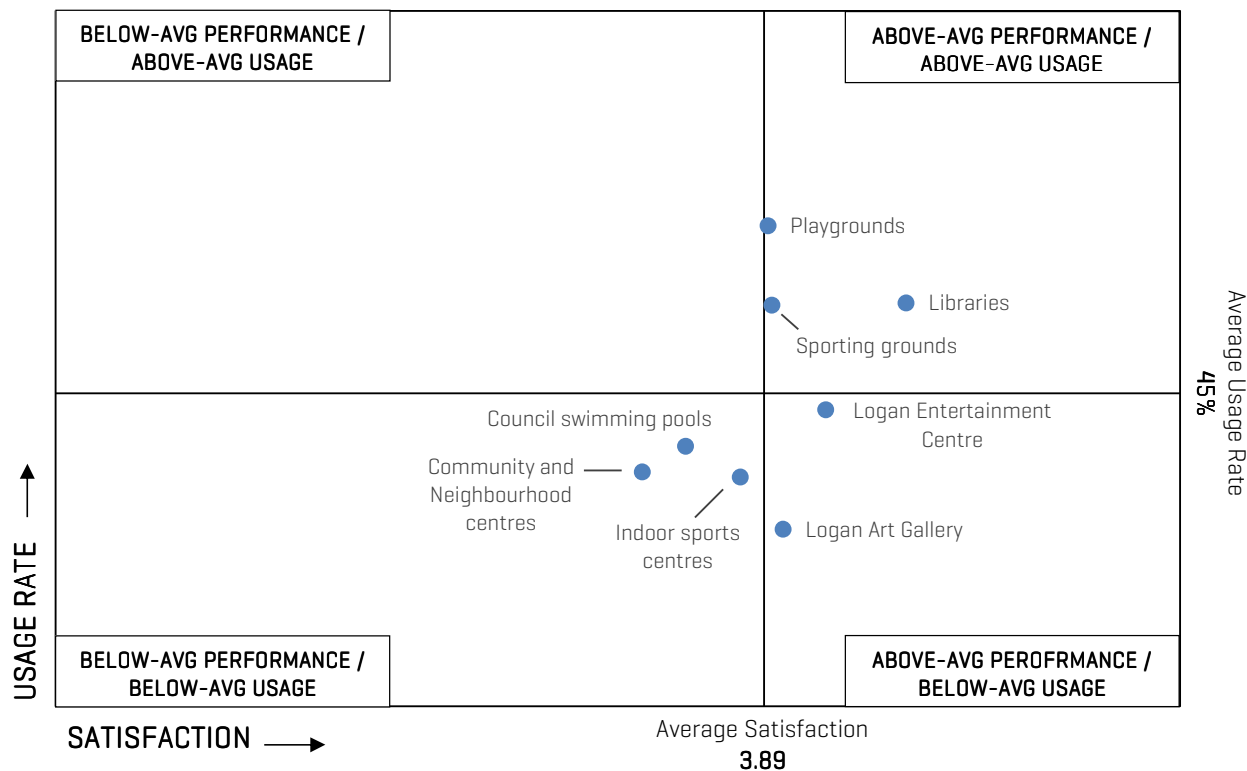 BELOW-AVG PERFORMANCE /
ABOVE-AVG USAGE
ABOVE-AVG PERFORMANCE /
ABOVE-AVG USAGE
Playgrounds
Libraries
Sporting grounds
Average Usage Rate
45%
Logan Entertainment
Centre
Council swimming pools
Community and
Neighbourhood
centres
Indoor sports
centres
Logan Art Gallery
USAGE RATE
BELOW-AVG PERFORMANCE /
BELOW-AVG USAGE
ABOVE-AVG PEROFRMANCE /
BELOW-AVG USAGE
SATISFACTION
Average Satisfaction
3.89